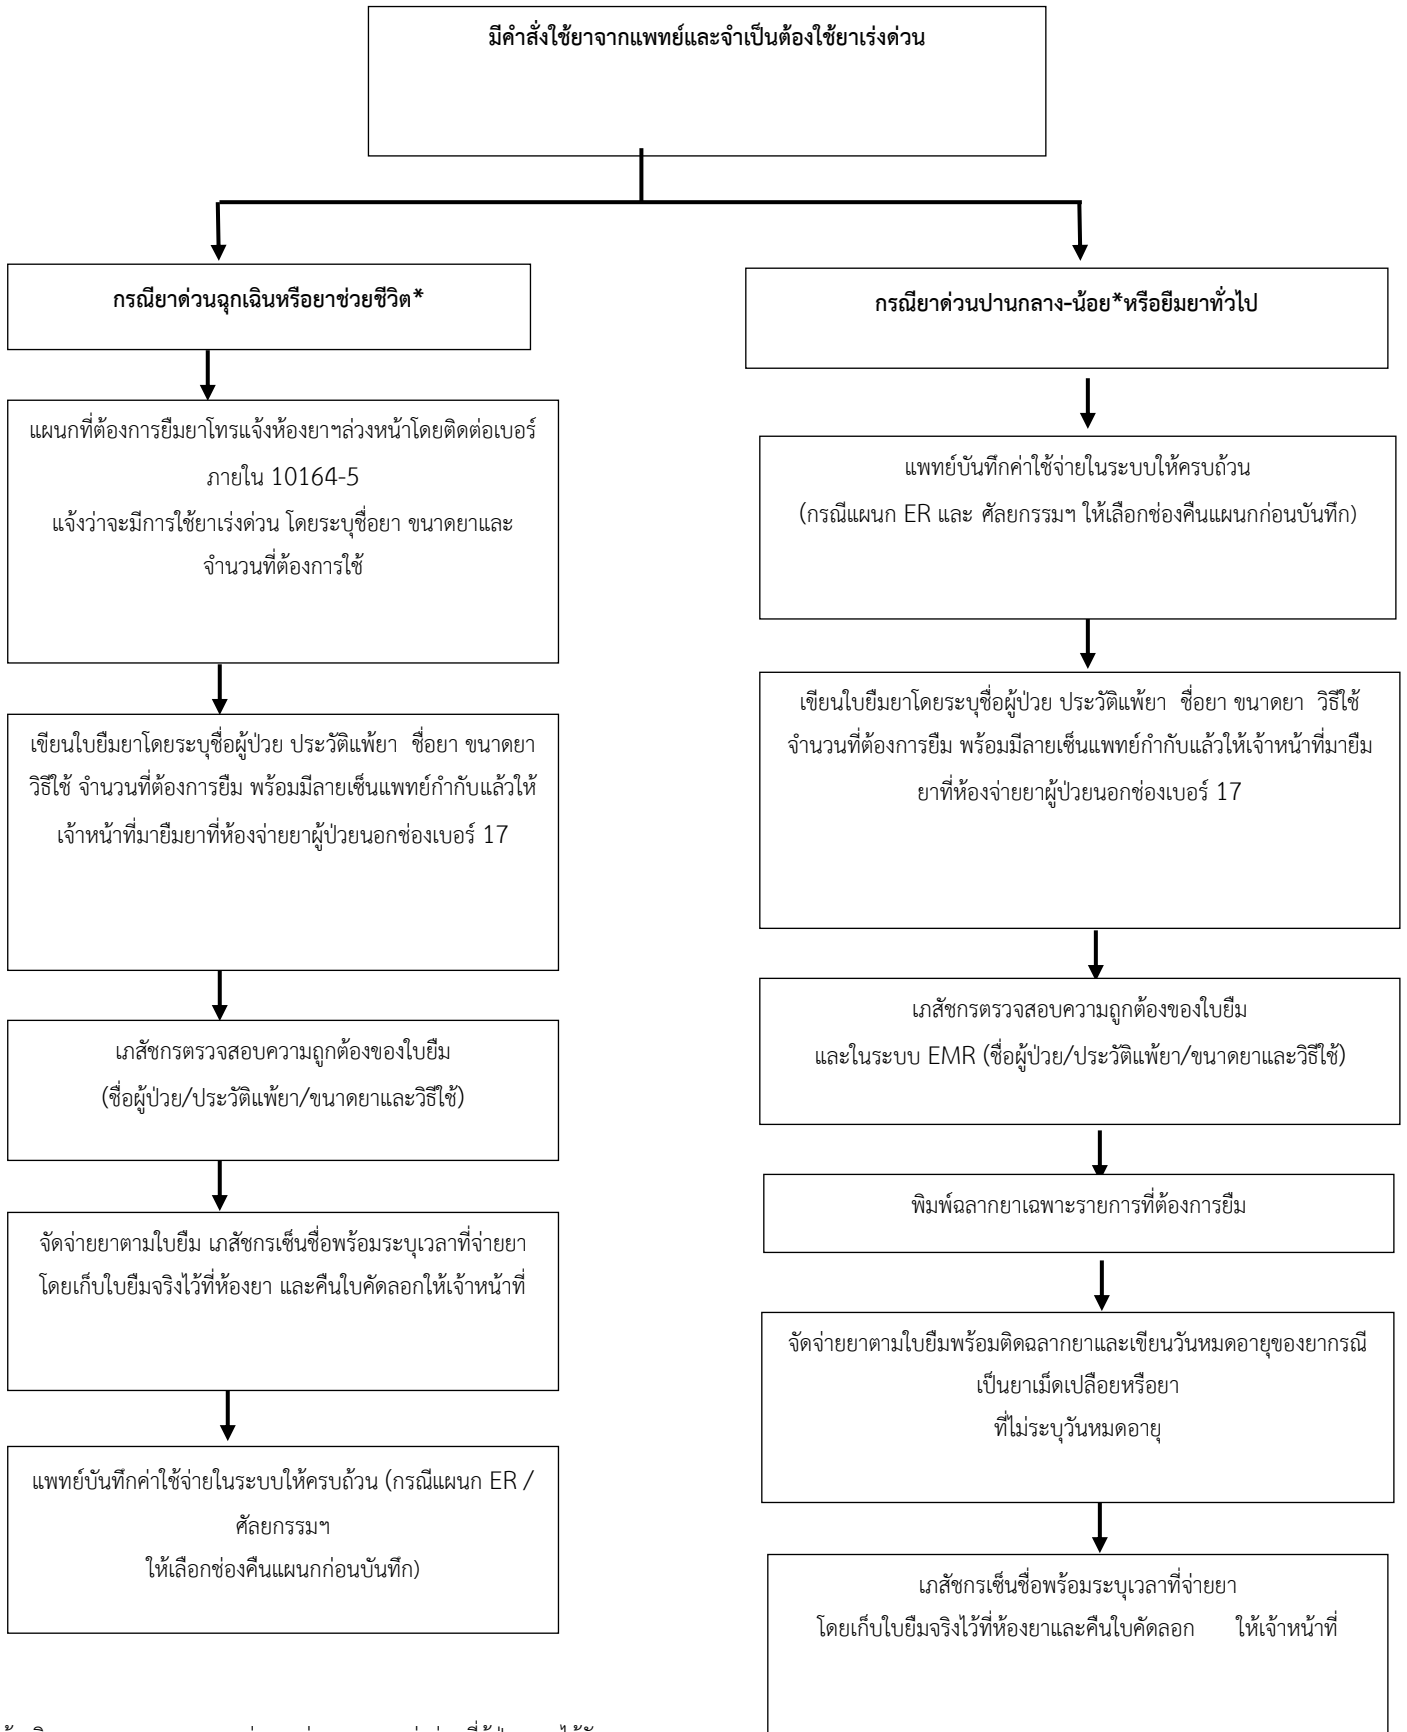 มีคำสั่งใช้ยาจากแพทย์และจำเป็นต้องใช้ยาเร่งด่วน
กรณียาด่วนฉุกเฉินหรือยาช่วยชีวิต*
แผนกที่ต้องการยืมยาโทรแจ้งห้องยาฯล่วงหน้าโดยติดต่อเบอร์
ภายใน 10164-5
แจ้งว่าจะมีการใช้ยาเร่งด่วน โดยระบุชื่อยา ขนาดยาและ
จำนวนที่ต้องการใช้
เขียนใบยืมยาโดยระบุชื่อผู้ป่วย ประวัติแพ้ยา ชื่อยา ขนาดยา
วิธีใช้ จำนวนที่ต้องการยืม พร้อมมีลายเซ็นแพทย์กำกับแล้วให้
เจ้าหน้าที่มายืมยาที่ห้องจ่ายยาผู้ป่วยนอกช่องเบอร์ 17
เภสัชกรตรวจสอบความถูกต้องของใบยืม
(ชื่อผู้ป่วย/ประวัติแพ้ยา/ขนาดยาและวิธีใช้)
จัดจ่ายยาตามใบยืม เภสัชกรเซ็นชื่อพร้อมระบุเวลาที่จ่ายยา
โดยเก็บใบยืมจริงไว้ที่ห้องยา และคืนใบคัดลอกให้เจ้าหน้าที่
แพทย์บันทึกค่าใช้จ่ายในระบบให้ครบถ้วน (กรณีแผนก ER /
ศัลยกรรมฯ
ให้เลือกช่องคืนแผนกก่อนบันทึก)
กรณียาด่วนปานกลาง-น้อย*หรือยืมยาทั่วไป
แพทย์บันทึกค่าใช้จ่ายในระบบให้ครบถ้วน
(กรณีแผนก ER และ ศัลยกรรมฯ ให้เลือกช่องคืนแผนกก่อนบันทึก)
เขียนใบยืมยาโดยระบุชื่อผู้ป่วย ประวัติแพ้ยา ชื่อยา ขนาดยา วิธีใช้
จำนวนที่ต้องการยืม พร้อมมีลายเซ็นแพทย์กำกับแล้วให้เจ้าหน้าที่มายืม
ยาที่ห้องจ่ายยาผู้ป่วยนอกช่องเบอร์ 17
เภสัชกรตรวจสอบความถูกต้องของใบยืม
และในระบบ EMR (ชื่อผู้ป่วย/ประวัติแพ้ยา/ขนาดยาและวิธีใช้)
พิมพ์ฉลากยาเฉพาะรายการที่ต้องการยืม
จัดจ่ายยาตามใบยืมพร้อมติดฉลากยาและเขียนวันหมดอายุของยากรณี
เป็นยาเม็ดเปลือยหรือยา
ที่ไม่ระบุวันหมดอายุ
เภสัชกรเซ็นชื่อพร้อมระบุเวลาที่จ่ายยา
โดยเก็บใบยืมจริงไว้ที่ห้องยาและคืนใบคัดลอก ให้เจ้าหน้าที่